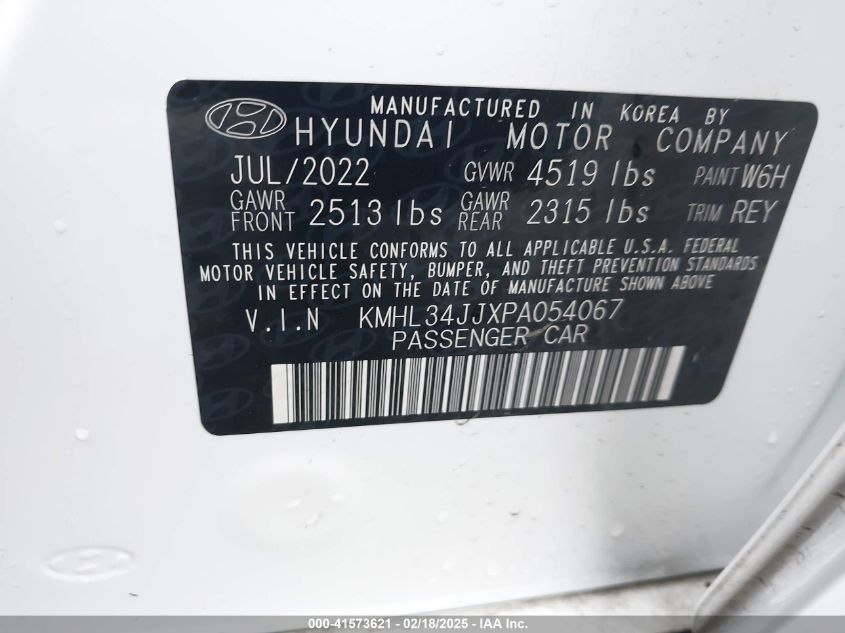 MANUFACTURED IN KOREA BY
HYUNDAI MOTOR COMPANY
JUL/2022 GVWR 4519 lbs PAINT W6H
GAWR FRONT 2513 lbs GAWR REAR 2315 lbs TRIM REY
THIS VEHICLE CONFORMS TO ALL APPLICABLE U.S.A. FEDERAL
MOTOR VEHICLE SAFETY, BUMPER, AND THEFT PREVENTION STANDARDS
IN EFFECT ON THE DATE OF MANUFACTURE SHOWN ABOVE
V.I.N KMHL34JJXPA054067
PASSENGER CAR
000-41573621 - 02/18/2025 - IAA Inc.